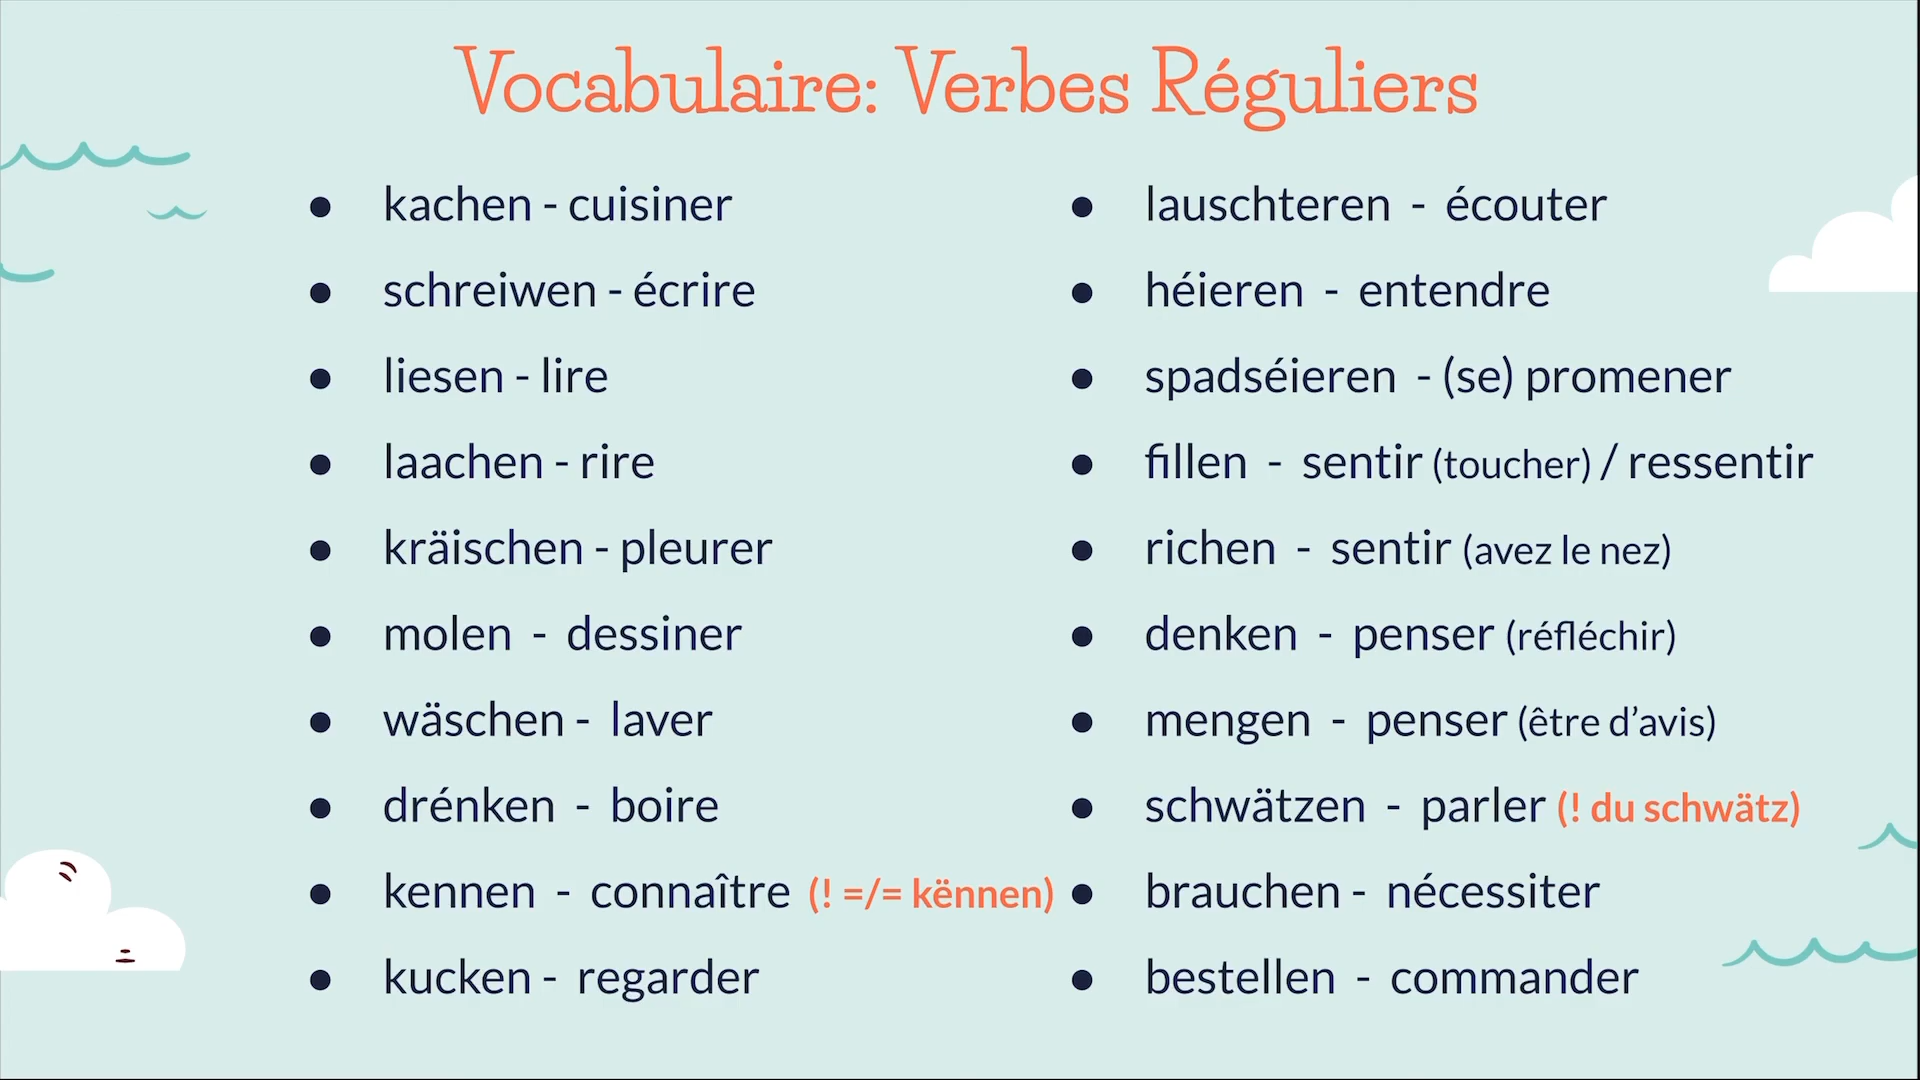 Vocabulaire: Verbes Réguliers
● kachen - cuisiner
● schreiwen - écrire
● liesen - lire
● laachen - rire
● kräischen - pleurer
● molen - dessiner
● wäschen - laver
● drénken - boire
● kennen - connaître (! =/= kënnen)
● kucken - regarder
● lauschteren - écouter
● héieren - entendre
● spadséieren - (se) promener
● fillen - sentir (toucher) / ressentir
● richen - sentir (avez le nez)
● denken - penser (réfléchir)
● mengen - penser (être d’avis)
● schwätzen - parler (! du schwätz)
● brauchen - nécessiter
● bestellen - commander